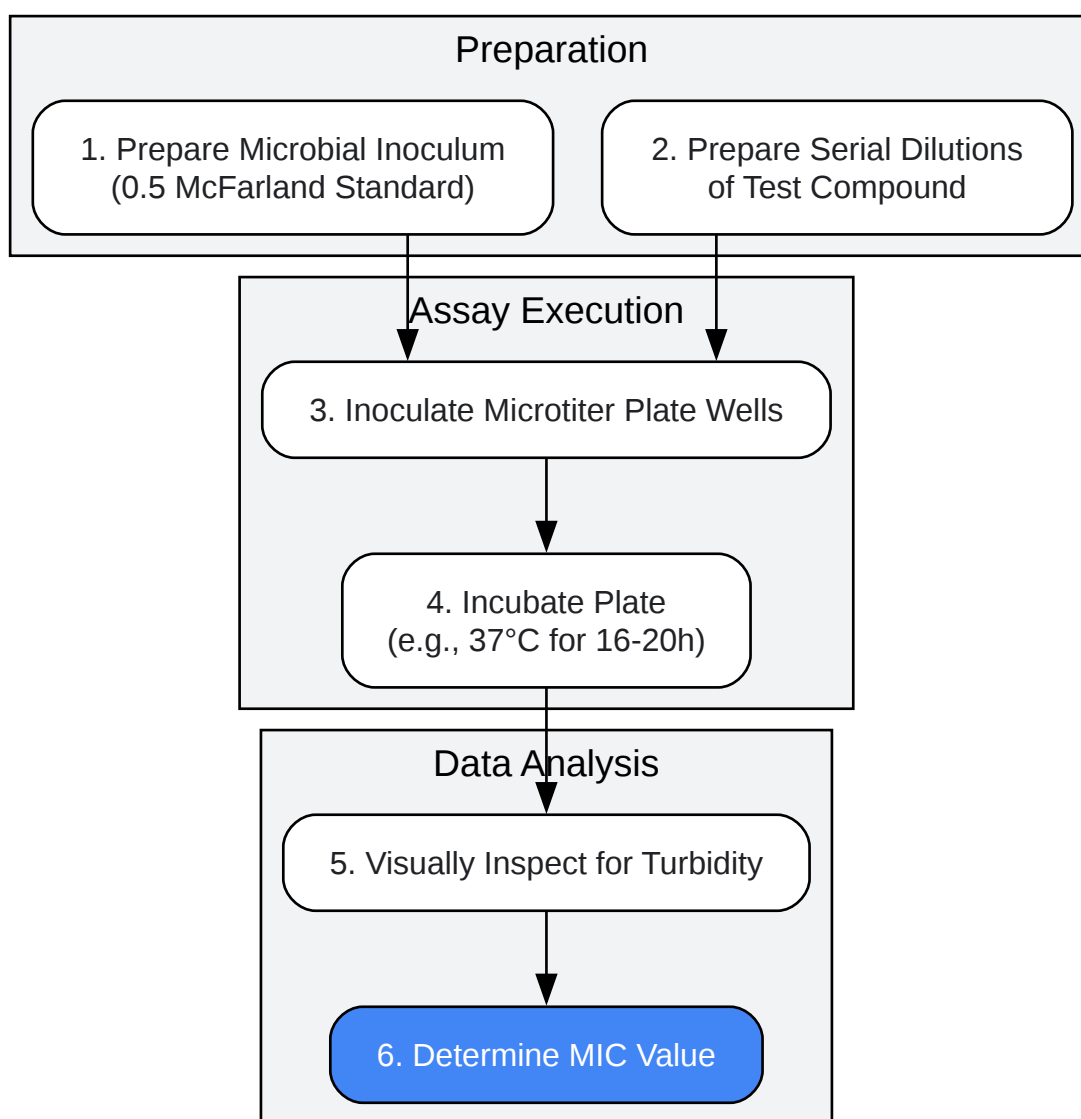 Preparation
1. Prepare Microbial Inoculum
(0.5 McFarland Standard)
2. Prepare Serial Dilutions
of Test Compound
Assay Execution
3. Inoculate Microtiter Plate Wells
4. Incubate Plate
(e.g., 37°C for 16-20h)
Data Analysis
5. Visually Inspect for Turbidity
6. Determine MIC Value